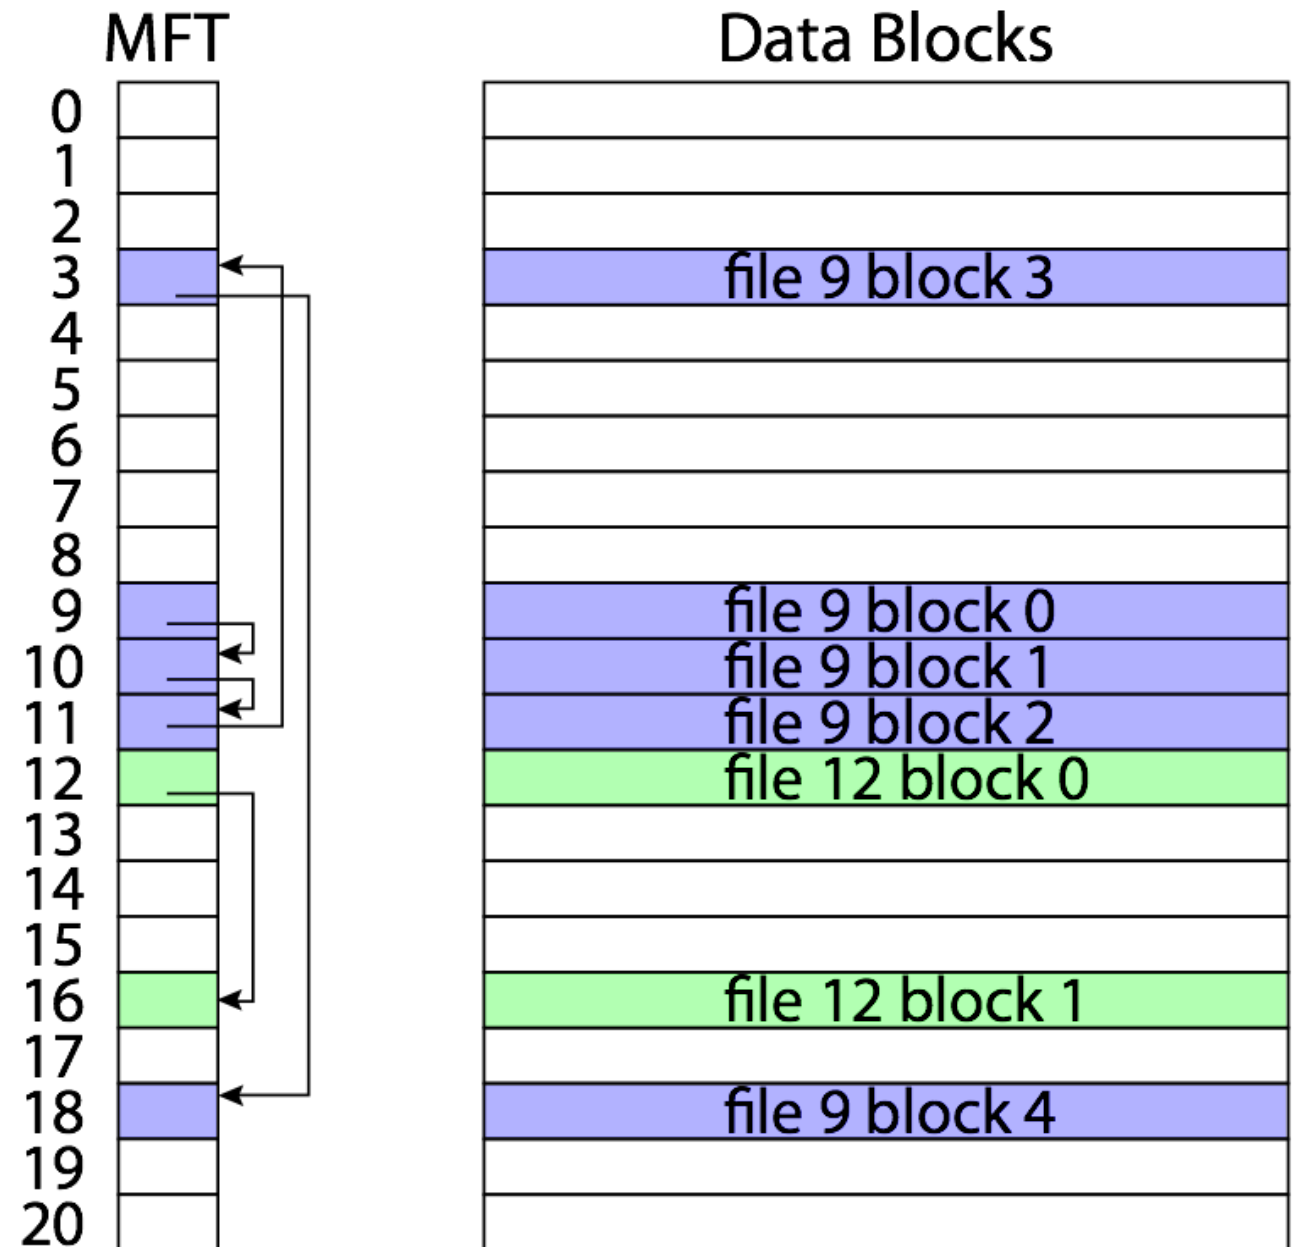 MFT Data Blocks
0
1
2
3 file 9 block 3
4
5
6
7
8
9 file 9 block 0
10 file 9 block 1
11 file 9 block 2
12 file 12 block 0
13
14
15
16 file 12 block 1
17
18 file 9 block 4
19
20